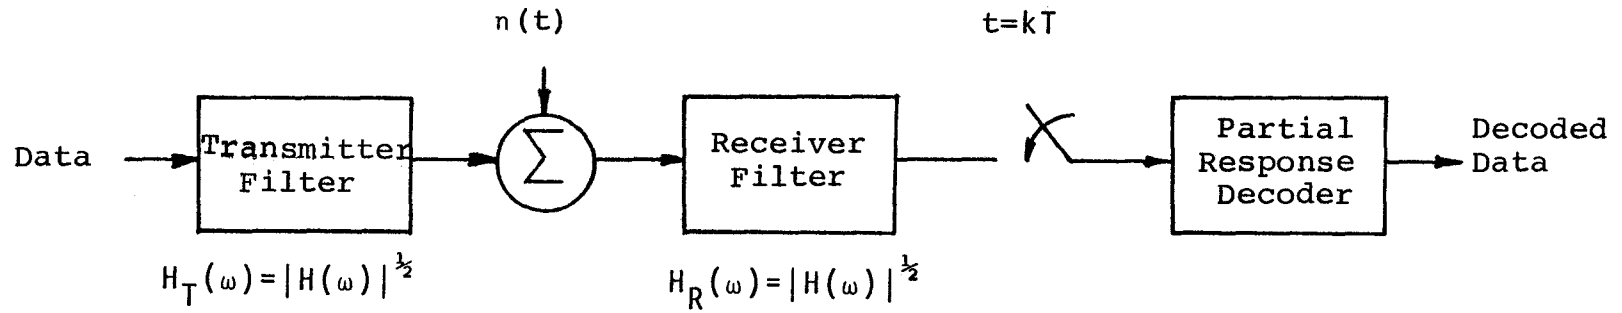 n(t)
t=kT
Data
Transmitter
Filter
Σ
Receiver
Filter
Partial
Response
Decoder
Decoded
Data
H_T(ω)=|H(ω)|^½
H_R(ω)=|H(ω)|^½